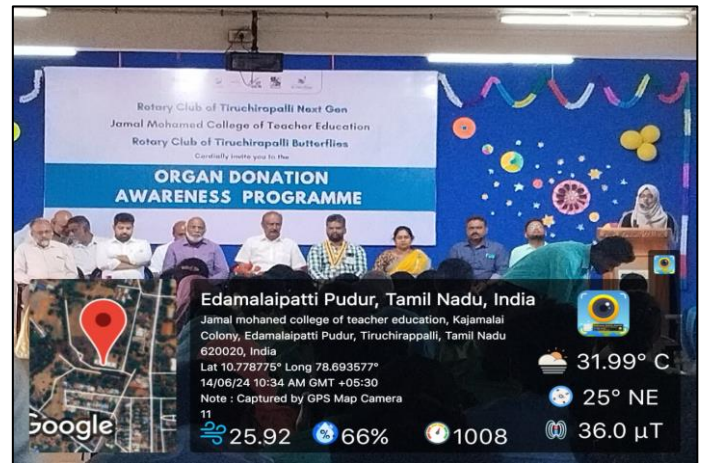 Rotary Club of Tiruchirapalli Next Gen
Jamal Mohamed College of Teacher Education
Rotary Club of Tiruchirapalli Butterflies
Cordially invite you to the
ORGAN DONATION
AWARENESS PROGRAMME
Edamalaipatti Pudur, Tamil Nadu, India
Jamal mohaned college of teacher education, Kajamalai
Colony, Edamalaipatti Pudur, Tiruchirappalli, Tamil Nadu
620020, India
Lat 10.778775° Long 78.693577°
14/06/24 10:34 AM GMT +05:30
Note : Captured by GPS Map Camera
11
Google
25.92
66%
1008
31.99° C
25° NE
36.0 µT